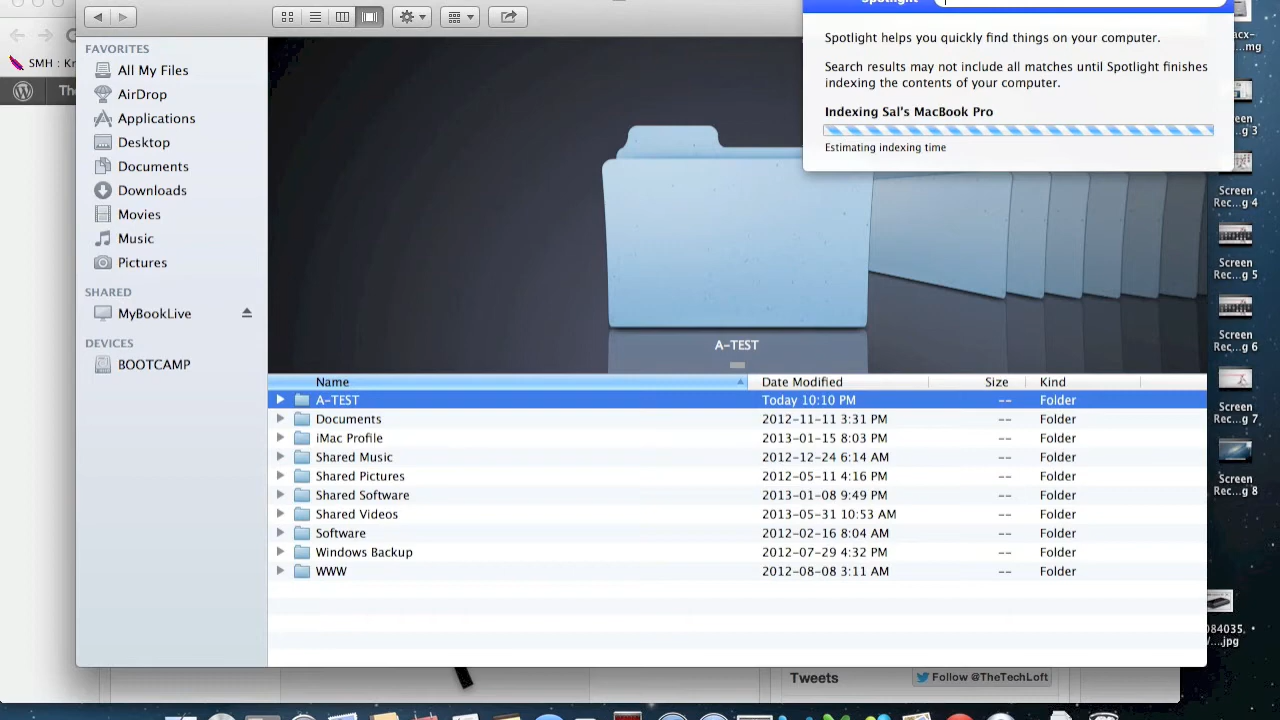 Spotlight
Spotlight helps you quickly find things on your computer.
Search results may not include all matches until Spotlight finishes
indexing the contents of your computer.
Indexing Sal's MacBook Pro
Estimating indexing time
SMH : Kr
FAVORITES
All My Files
AirDrop
Applications
Desktop
Documents
Downloads
Movies
Music
Pictures
SHARED
MyBookLive
DEVICES
BOOTCAMP
A-TEST
Name Date Modified Size Kind
A-TEST Today 10:10 PM -- Folder
Documents 2012-11-11 3:31 PM -- Folder
iMac Profile 2013-01-15 8:03 PM -- Folder
Shared Music 2012-12-24 6:14 AM -- Folder
Shared Pictures 2012-05-11 4:16 PM -- Folder
Shared Software 2013-01-08 9:49 PM -- Folder
Shared Videos 2013-05-31 10:53 AM -- Folder
Software 2012-02-16 8:04 AM -- Folder
Windows Backup 2012-07-29 4:32 PM -- Folder
WWW 2012-08-08 3:11 AM -- Folder
acx-
...mg
een
g 3
Screen
Rec...g 4
Screen
Rec...g 5
Screen
Rec...g 6
Screen
Rec...g 7
Screen
Rec...g 8
084035,
....jpg
Tweets
Follow @TheTechLoft